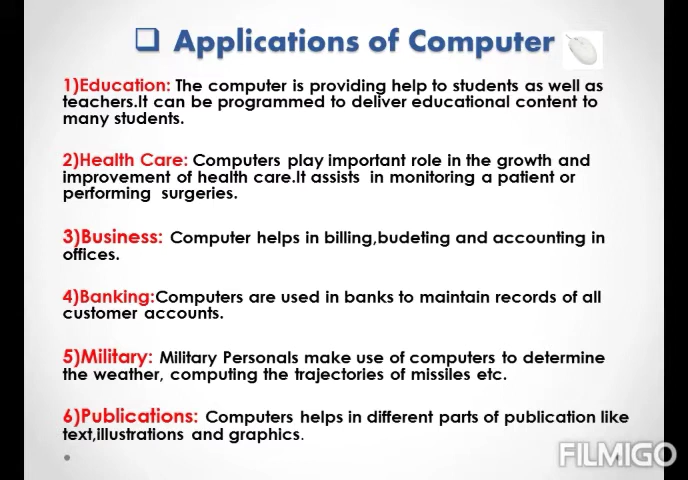 ❑ Applications of Computer
1)Education: The computer is providing help to students as well as
teachers.It can be programmed to deliver educational content to
many students.
2)Health Care: Computers play important role in the growth and
improvement of health care.It assists in monitoring a patient or
performing surgeries.
3)Business: Computer helps in billing,budeting and accounting in
offices.
4)Banking:Computers are used in banks to maintain records of all
customer accounts.
5)Military: Military Personals make use of computers to determine
the weather, computing the trajectories of missiles etc.
6)Publications: Computers helps in different parts of publication like
text,illustrations and graphics.
FILMIGO